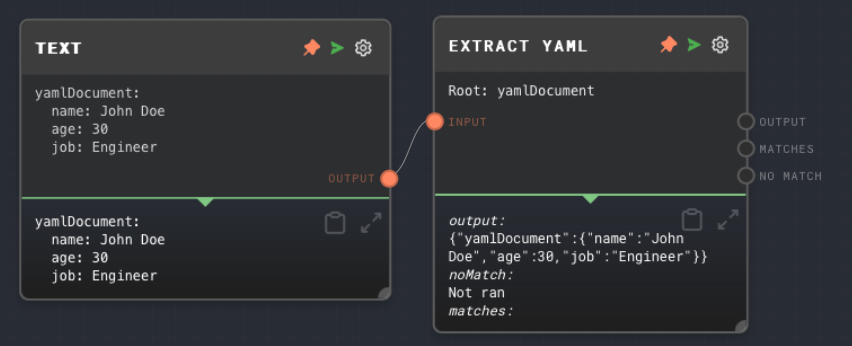 TEXT
yamlDocument:
  name: John Doe
  age: 30
  job: Engineer
OUTPUT
yamlDocument:
  name: John Doe
  age: 30
  job: Engineer
EXTRACT YAML
Root: yamlDocument
INPUT
OUTPUT
MATCHES
NO MATCH
output:
{"yamlDocument":{"name":"John
Doe","age":30,"job":"Engineer"}}
noMatch:
Not ran
matches: